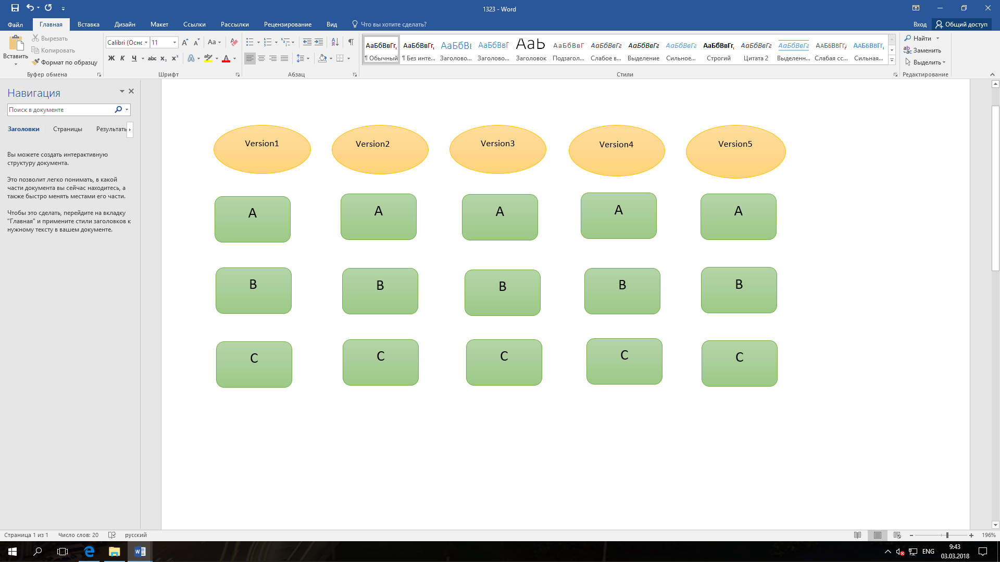 1323 - Word
Файл Главная Вставка Дизайн Макет Ссылки Рассылки Рецензирование Вид Что вы хотите сделать? Вход Общий доступ
Вставить
Вырезать
Копировать
Формат по образцу
Буфер обмена
Calibri (Оснс 11 Aa
Ж К Ч abc x₂ x² A ab A
Шрифт
Абзац
АаБбВвГг, АаБбВвГг, АаБбВв АаБбВвГ АаЬ АаБбВвГ АаБбВвГг АаБбВвГг АаБбВвГг АаБбВвГг, АаБбВвГг АаБбВвГг ААББВВГГ, ААББВВГГ,
¶ Обычный ¶ Без инте... Заголово... Заголово... Заголовок Подзагол... Слабое в... Выделение Сильное... Строгий Цитата 2 Выделенн... Слабая сс... Сильная...
Стили
Найти
Заменить
Выделить
Редактирование
Навигация
Поиск в документе
Заголовки Страницы Результать
Вы можете создать интерактивную
структуру документа.
Это позволит легко понимать, в какой
части документа вы сейчас находитесь, а
также быстро менять местами его части.
Чтобы это сделать, перейдите на вкладку
"Главная" и примените стили заголовков к
нужному тексту в вашем документе.
Version1 Version2 Version3 Version4 Version5
A A A A A
B B B B B
C C C C C
Страница 1 из 1 Число слов: 20 русский 196%
ENG 9:43
03.03.2018